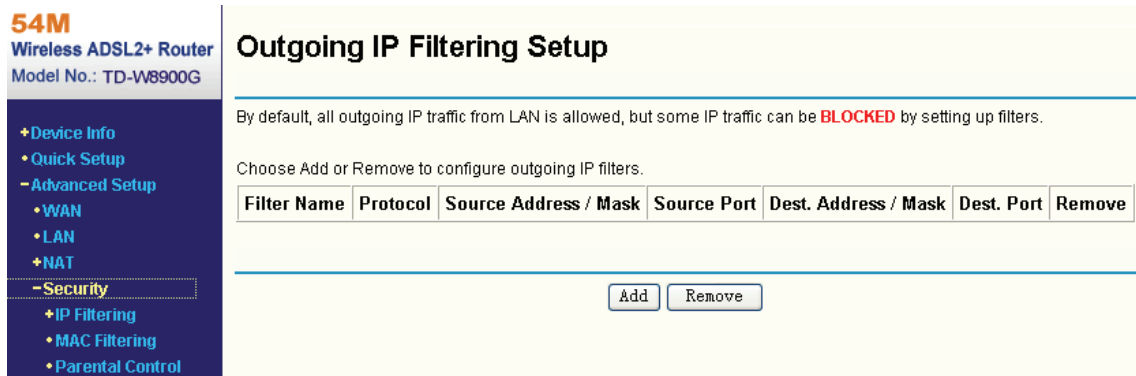 54M
Wireless ADSL2+ Router
Model No.: TD-W8900G
+Device Info
•Quick Setup
−Advanced Setup
•WAN
•LAN
+NAT
−Security
+IP Filtering
•MAC Filtering
•Parental Control
Outgoing IP Filtering Setup
By default, all outgoing IP traffic from LAN is allowed, but some IP traffic can be BLOCKED by setting up filters.
Choose Add or Remove to configure outgoing IP filters.
Filter Name Protocol Source Address / Mask Source Port Dest. Address / Mask Dest. Port Remove
Add Remove